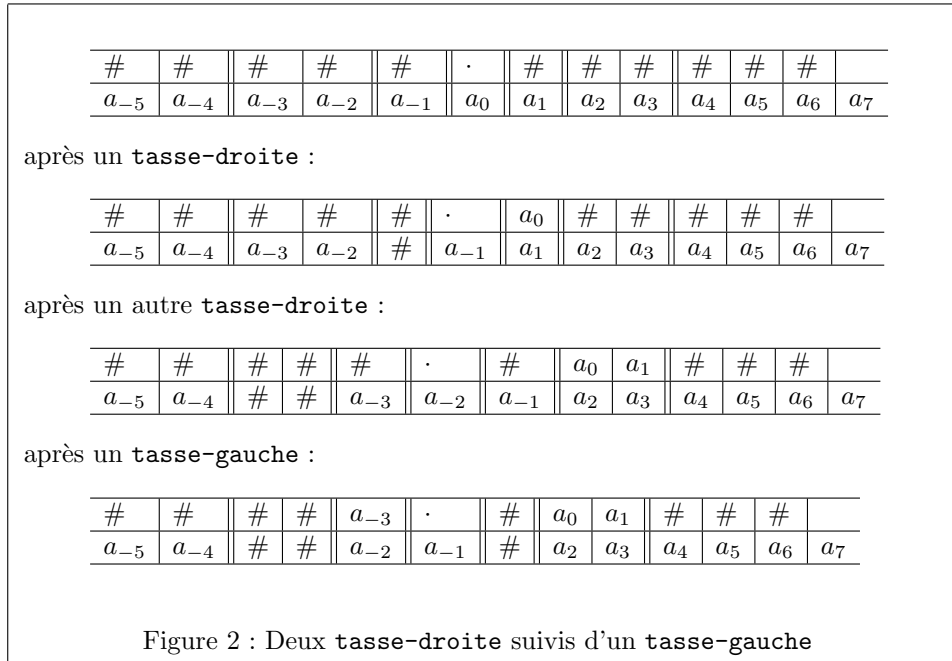 # # # # # · # # # # # #
a₋₅ a₋₄ a₋₃ a₋₂ a₋₁ a₀ a₁ a₂ a₃ a₄ a₅ a₆ a₇
après un tasse-droite :
# # # # # · a₀ # # # # #
a₋₅ a₋₄ a₋₃ a₋₂ # a₋₁ a₁ a₂ a₃ a₄ a₅ a₆ a₇
après un autre tasse-droite :
# # # # # · # a₀ a₁ # # #
a₋₅ a₋₄ # # a₋₃ a₋₂ a₋₁ a₂ a₃ a₄ a₅ a₆ a₇
après un tasse-gauche :
# # # # a₋₃ · # a₀ a₁ # # #
a₋₅ a₋₄ # # a₋₂ a₋₁ # a₂ a₃ a₄ a₅ a₆ a₇
Figure 2 : Deux tasse-droite suivis d'un tasse-gauche